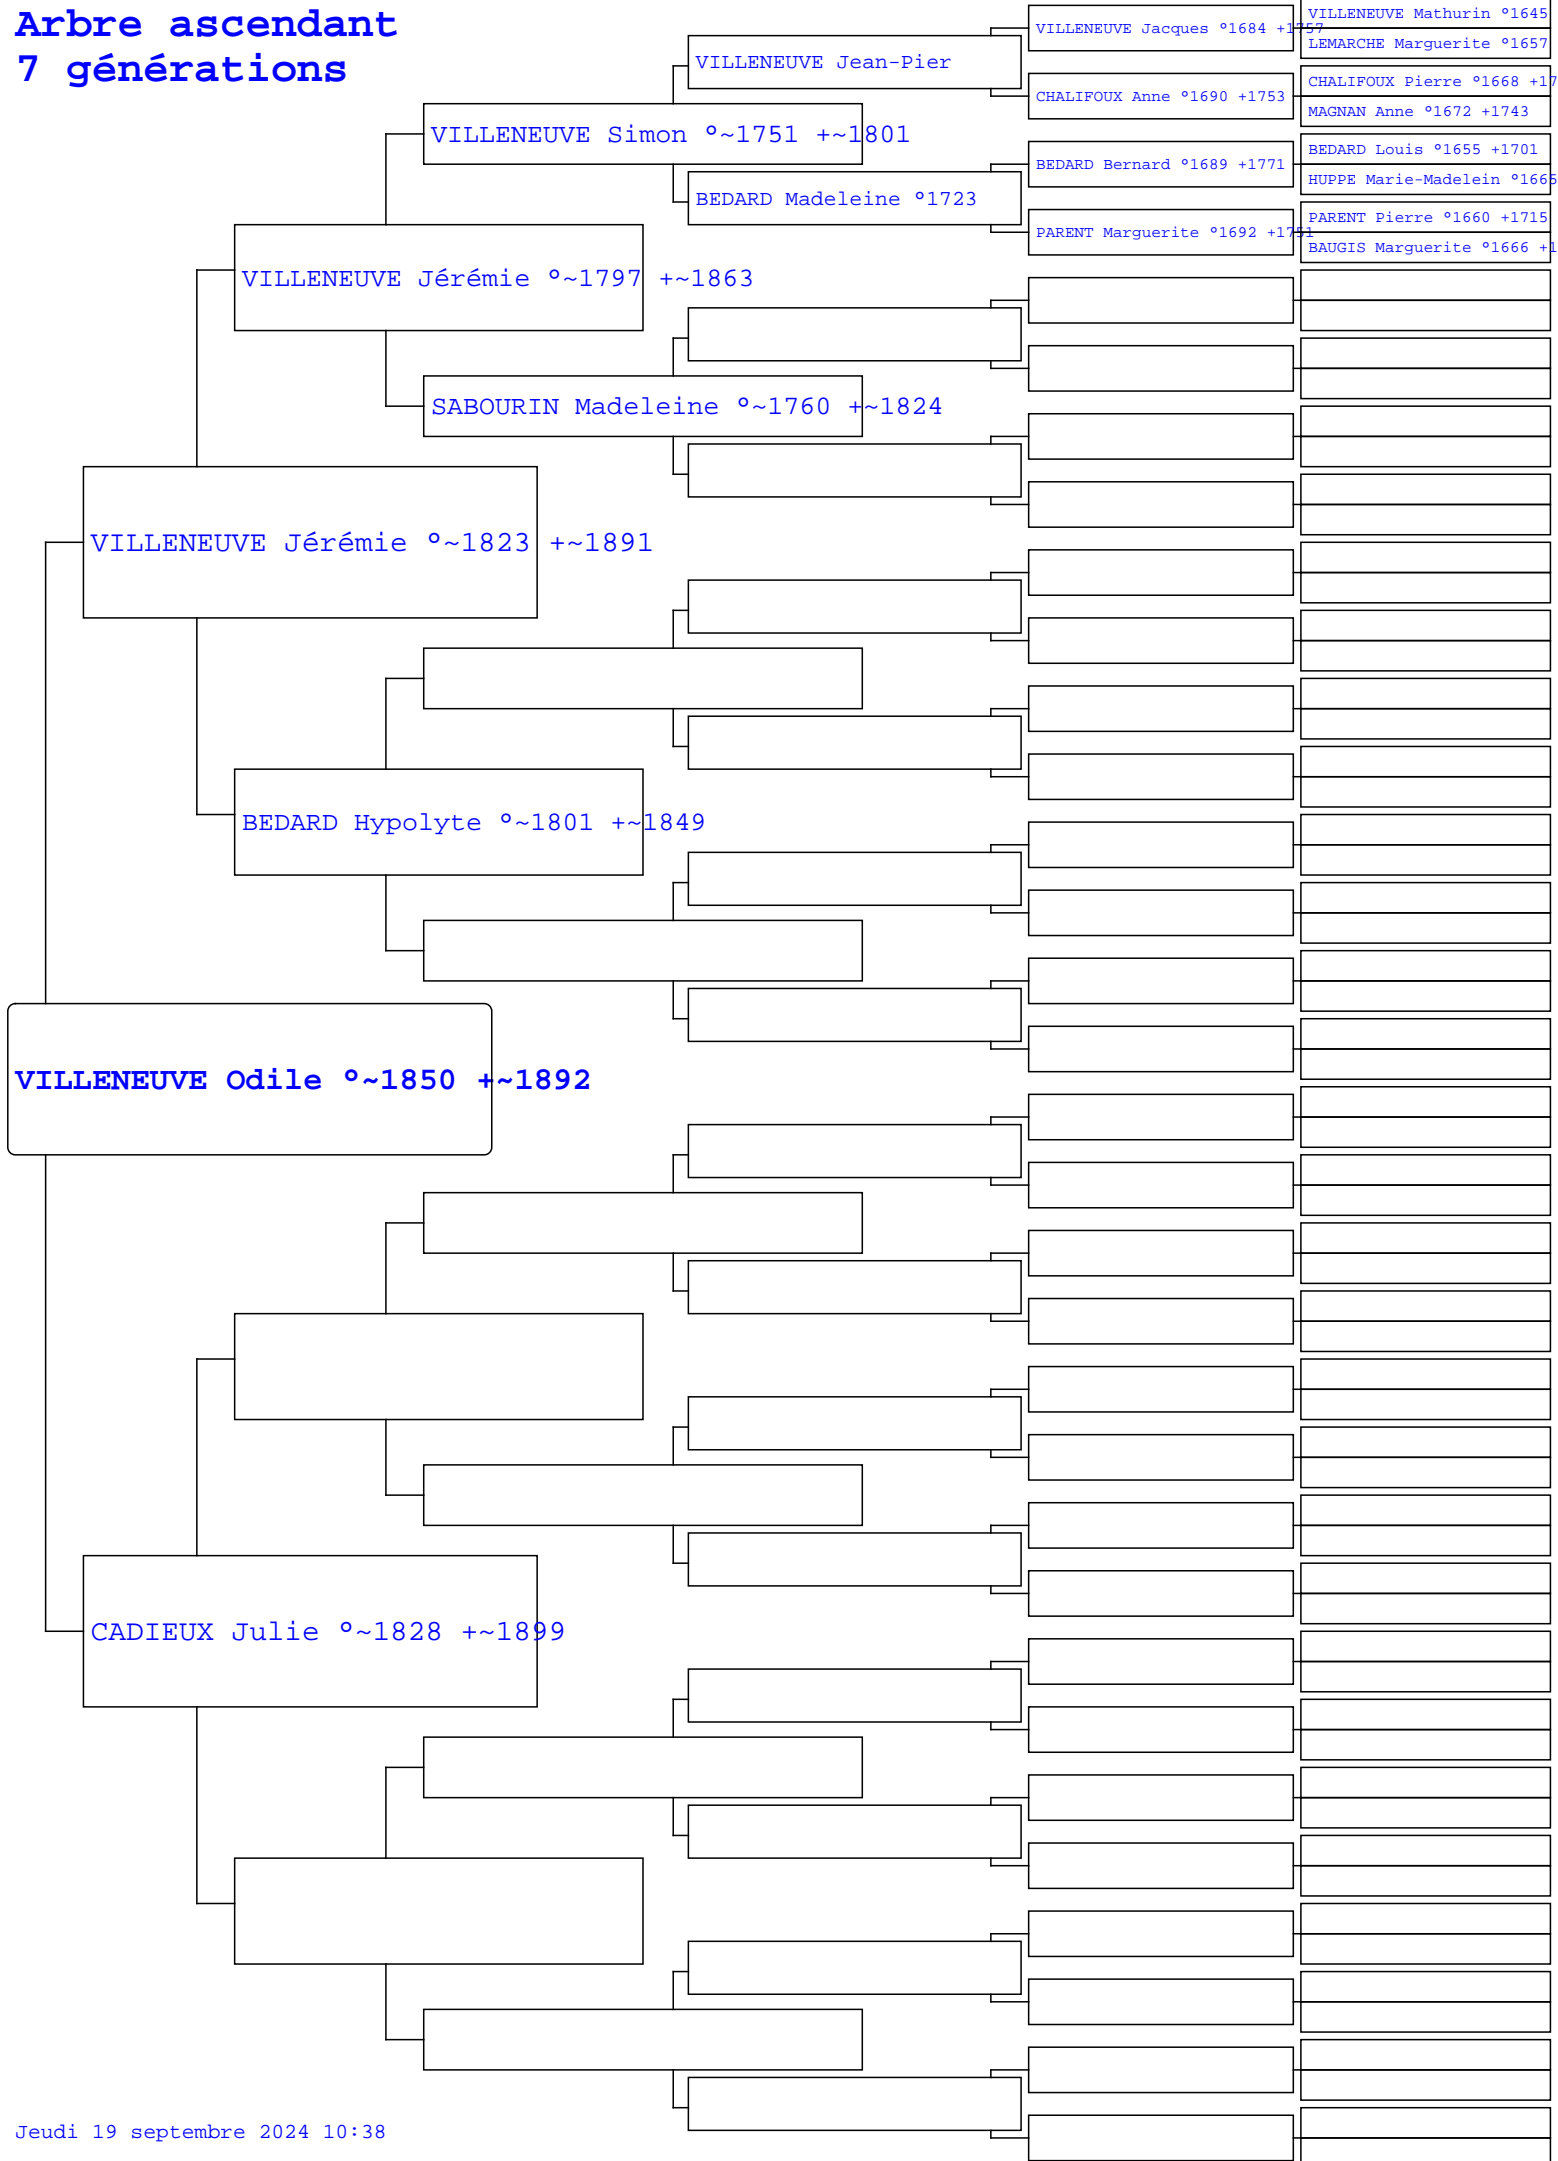 Arbre ascendant
7 générations
VILLENEUVE Mathurin °1645
VILLENEUVE Jacques °1684 +1757
LEMARCHE Marguerite °1657
VILLENEUVE Jean-Pier
CHALIFOUX Pierre °1668 +17
CHALIFOUX Anne °1690 +1753
MAGNAN Anne °1672 +1743
VILLENEUVE Simon °~1751 +~1801
BEDARD Louis °1655 +1701
BEDARD Bernard °1689 +1771
HUPPE Marie-Madelein °1665
BEDARD Madeleine °1723
PARENT Pierre °1660 +1715
PARENT Marguerite °1692 +1751
BAUGIS Marguerite °1666 +1
VILLENEUVE Jérémie °~1797 +~1863
SABOURIN Madeleine °~1760 +~1824
VILLENEUVE Jérémie °~1823 +~1891
BEDARD Hypolyte °~1801 +~1849
VILLENEUVE Odile °~1850 +~1892
CADIEUX Julie °~1828 +~1899
Jeudi 19 septembre 2024 10:38